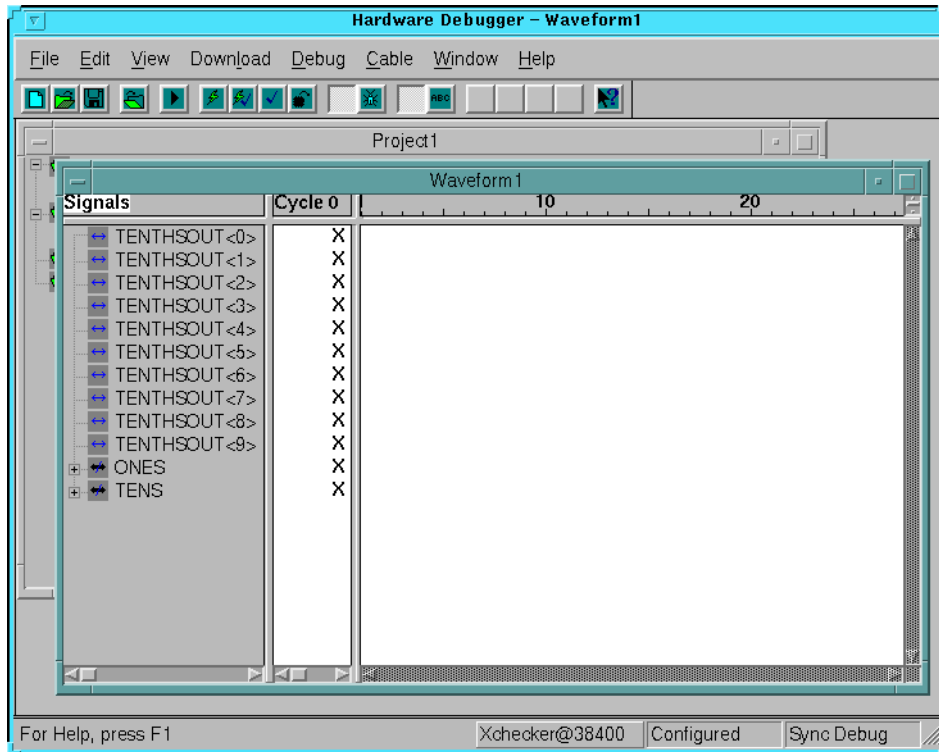 Hardware Debugger – Waveform1
File Edit View Download Debug Cable Window Help
ABC
Project1
Waveform1
Signals Cycle 0 10 20
TENTHSOUT<0> X
TENTHSOUT<1> X
TENTHSOUT<2> X
TENTHSOUT<3> X
TENTHSOUT<4> X
TENTHSOUT<5> X
TENTHSOUT<6> X
TENTHSOUT<7> X
TENTHSOUT<8> X
TENTHSOUT<9> X
ONES X
TENS X
For Help, press F1 Xchecker@38400 Configured Sync Debug